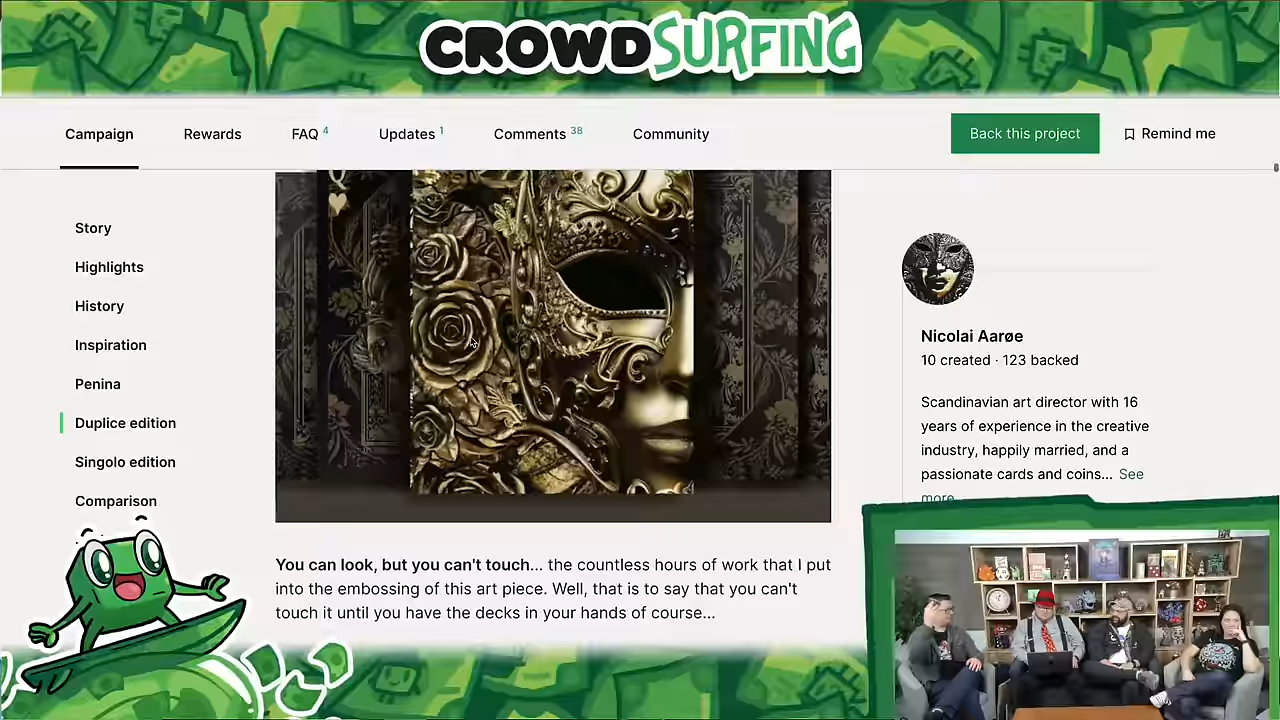 CROWDSURFING
Campaign Rewards FAQ 4 Updates 1 Comments 38 Community Back this project Remind me
Story
Highlights
History
Inspiration
Penina
Duplice edition
Singolo edition
Comparison
Q
Nicolai Aarøe
10 created · 123 backed
Scandinavian art director with 16
years of experience in the creative
industry, happily married, and a
passionate cards and coins... See
more
You can look, but you can't touch... the countless hours of work that I put
into the embossing of this art piece. Well, that is to say that you can't
touch it until you have the decks in your hands of course...